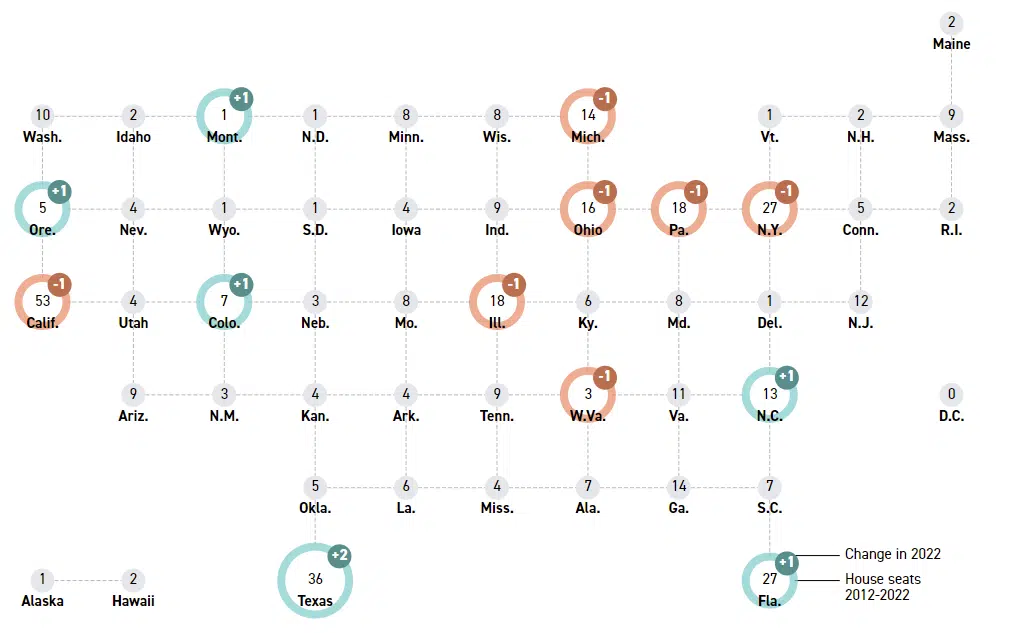 2
Maine
+1
-1
10
2
1
1
8
8
14
1
2
9
Wash.
Idaho
Mont.
N.D.
Minn.
Wis.
Mich.
Vt.
N.H.
Mass.
+1
-1
-1
-1
5
4
1
1
4
9
16
18
27
5
2
Ore.
Nev.
Wyo.
S.D.
Iowa
Ind.
Ohio
Pa.
N.Y.
Conn.
R.I.
-1
+1
-1
53
4
7
3
8
18
6
8
1
12
Calif.
Utah
Colo.
Neb.
Mo.
Ill.
Ky.
Md.
Del.
N.J.
-1
+1
9
3
4
4
9
3
11
13
0
Ariz.
N.M.
Kan.
Ark.
Tenn.
W.Va.
Va.
N.C.
D.C.
5
6
4
7
14
7
Okla.
La.
Miss.
Ala.
Ga.
S.C.
+2
+1
Change in 2022
1
2
36
27
House seats
2012-2022
Alaska
Hawaii
Texas
Fla.